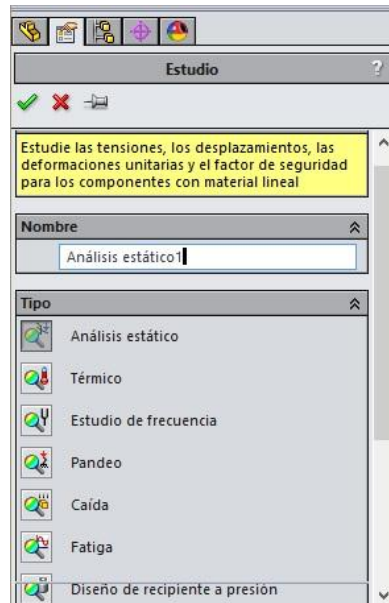 Estudio
?
Estudie las tensiones, los desplazamientos, las
deformaciones unitarias y el factor de seguridad
para los componentes con material lineal
Nombre
Análisis estático1
Tipo
Análisis estático
Térmico
Estudio de frecuencia
Pandeo
Caída
Fatiga
Diseño de recipiente a presión